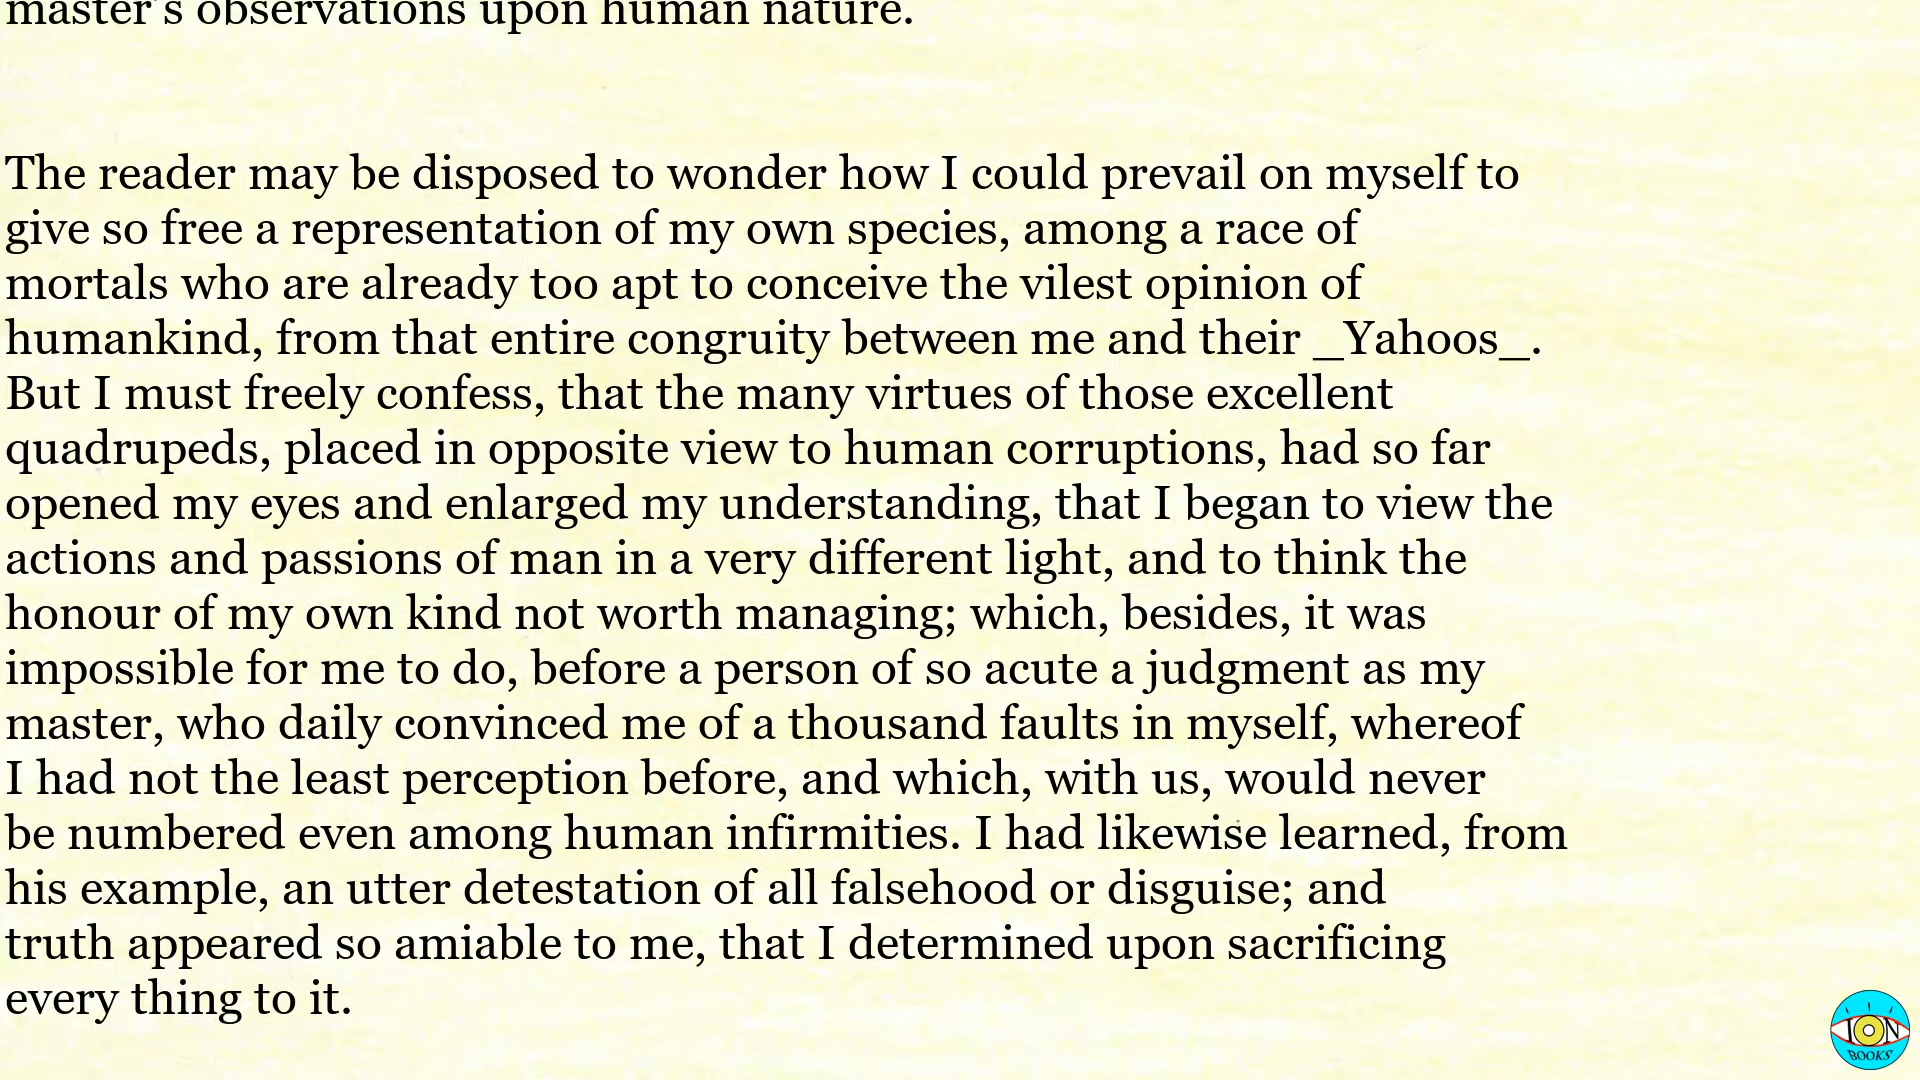 master's observations upon human nature.
The reader may be disposed to wonder how I could prevail on myself to
give so free a representation of my own species, among a race of
mortals who are already too apt to conceive the vilest opinion of
humankind, from that entire congruity between me and their _Yahoos_.
But I must freely confess, that the many virtues of those excellent
quadrupeds, placed in opposite view to human corruptions, had so far
opened my eyes and enlarged my understanding, that I began to view the
actions and passions of man in a very different light, and to think the
honour of my own kind not worth managing; which, besides, it was
impossible for me to do, before a person of so acute a judgment as my
master, who daily convinced me of a thousand faults in myself, whereof
I had not the least perception before, and which, with us, would never
be numbered even among human infirmities. I had likewise learned, from
his example, an utter detestation of all falsehood or disguise; and
truth appeared so amiable to me, that I determined upon sacrificing
every thing to it.
ION
BOOKS